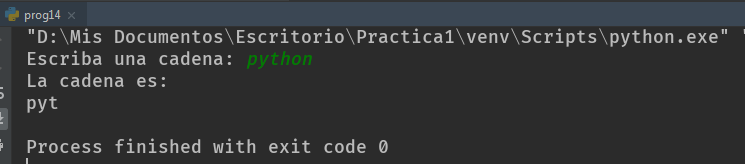 prog14 ×
"D:\Mis Documentos\Escritorio\Practica1\venv\Scripts\python.exe" "
Escriba una cadena: python
La cadena es:
pyt
Process finished with exit code 0